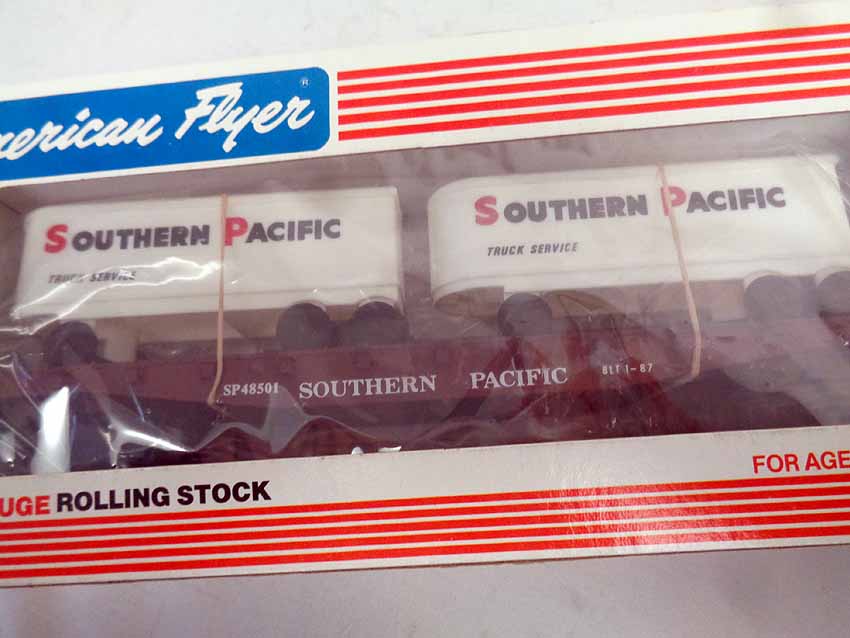 American Flyer®
SOUTHERN PACIFIC
TRUCK SERVICE
SOUTHERN PACIFIC
TRUCK SERVICE
SP48501 SOUTHERN PACIFIC BLT 1-87
UGE ROLLING STOCK
FOR AGE